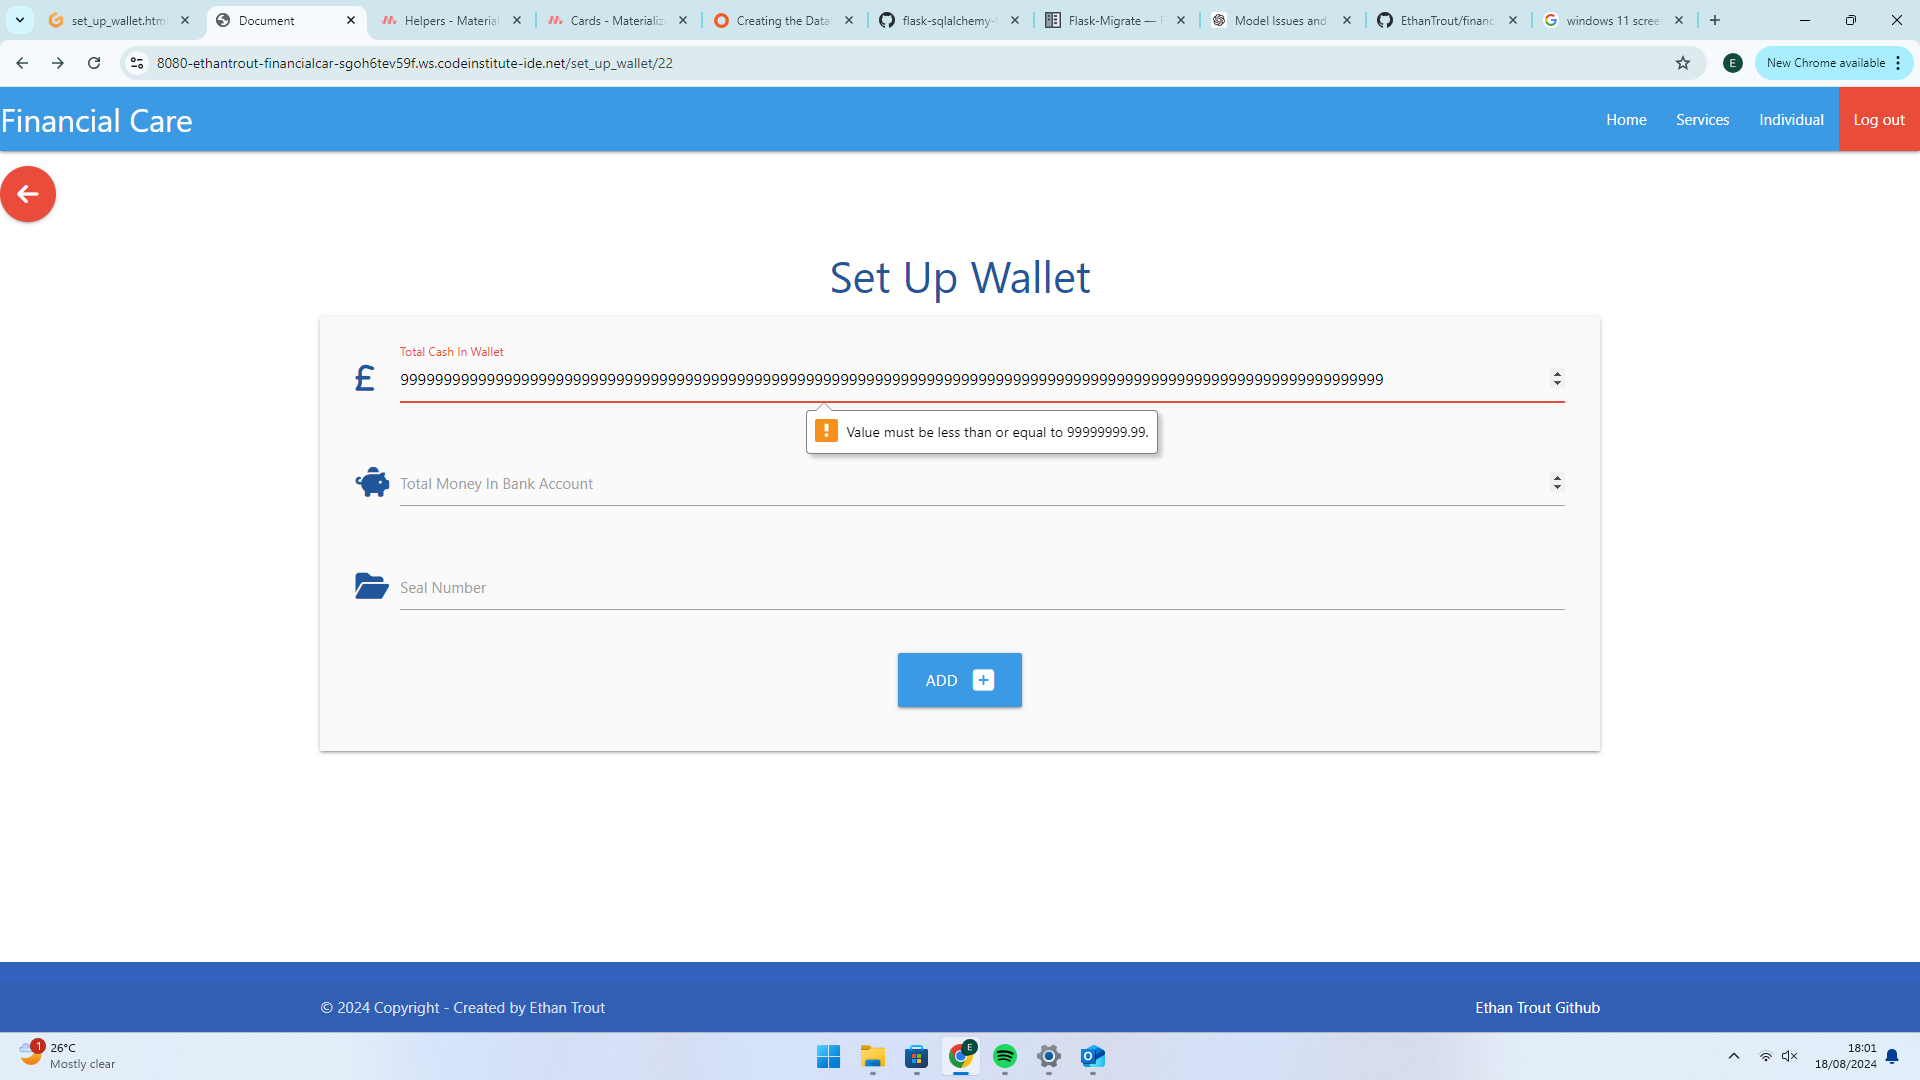 set_up_wallet.htm
Document
Helpers - Material
Cards - Materializ
Creating the Data
flask-sqlalchemy-
Flask-Migrate —
Model Issues and
EthanTrout/financ
windows 11 scree
8080-ethantrout-financialcar-sgoh6tev59f.ws.codeinstitute-ide.net/set_up_wallet/22
E
New Chrome available
Financial Care
Home
Services
Individual
Log out
Set Up Wallet
Total Cash In Wallet
£
Value must be less than or equal to 99999999.99.
Total Money In Bank Account
Seal Number
ADD
© 2024 Copyright - Created by Ethan Trout
Ethan Trout Github
1
26°C
Mostly clear
E
18:01
18/08/2024